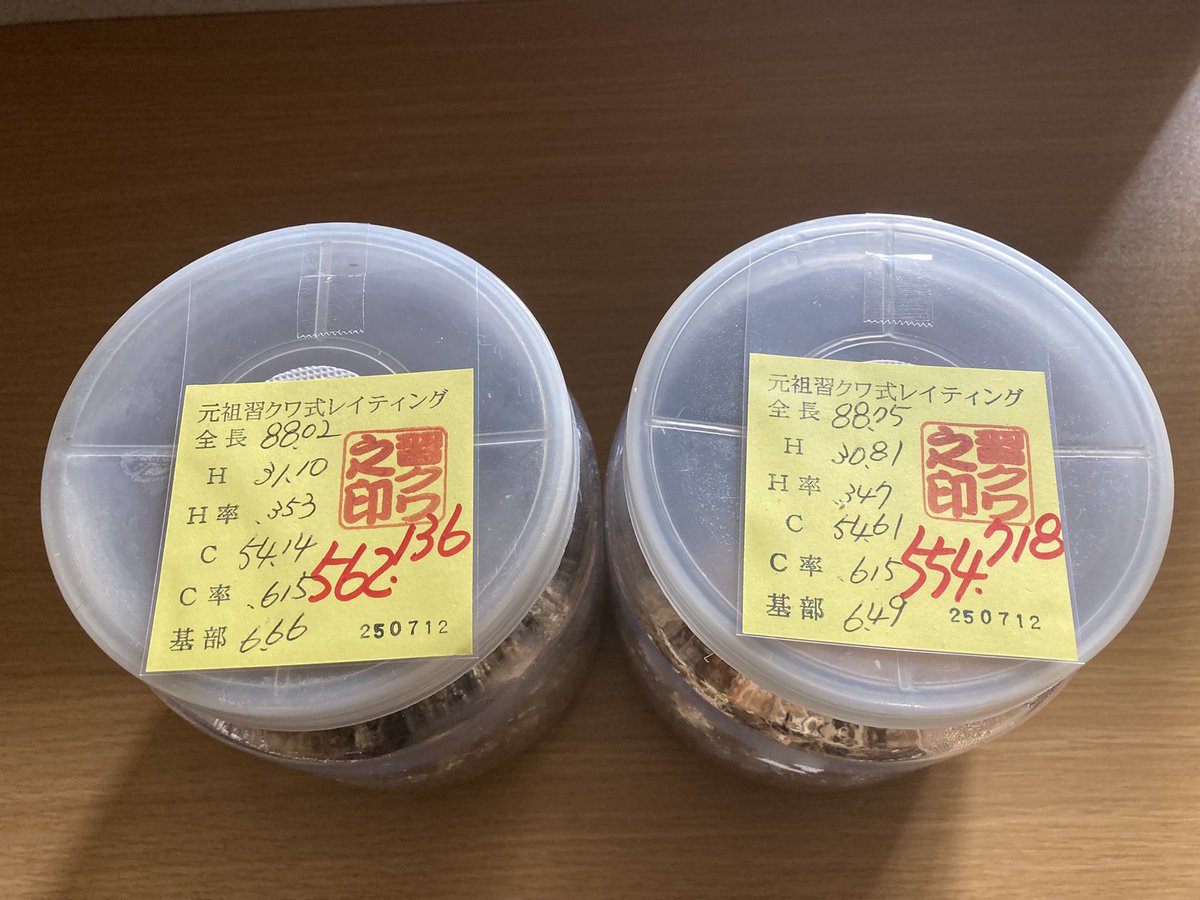 元祖習クワ式レイティング
全長 88.02
H 31.10
H率 .353
C 54.14
C率 .615
基部 6.66
習クワ之印
562.136
250712
元祖習クワ式レイティング
全長 88.75
H 30.81
H率 .347
C 54.61
C率 .615
基部 6.49
習クワ之印
554.718
250712